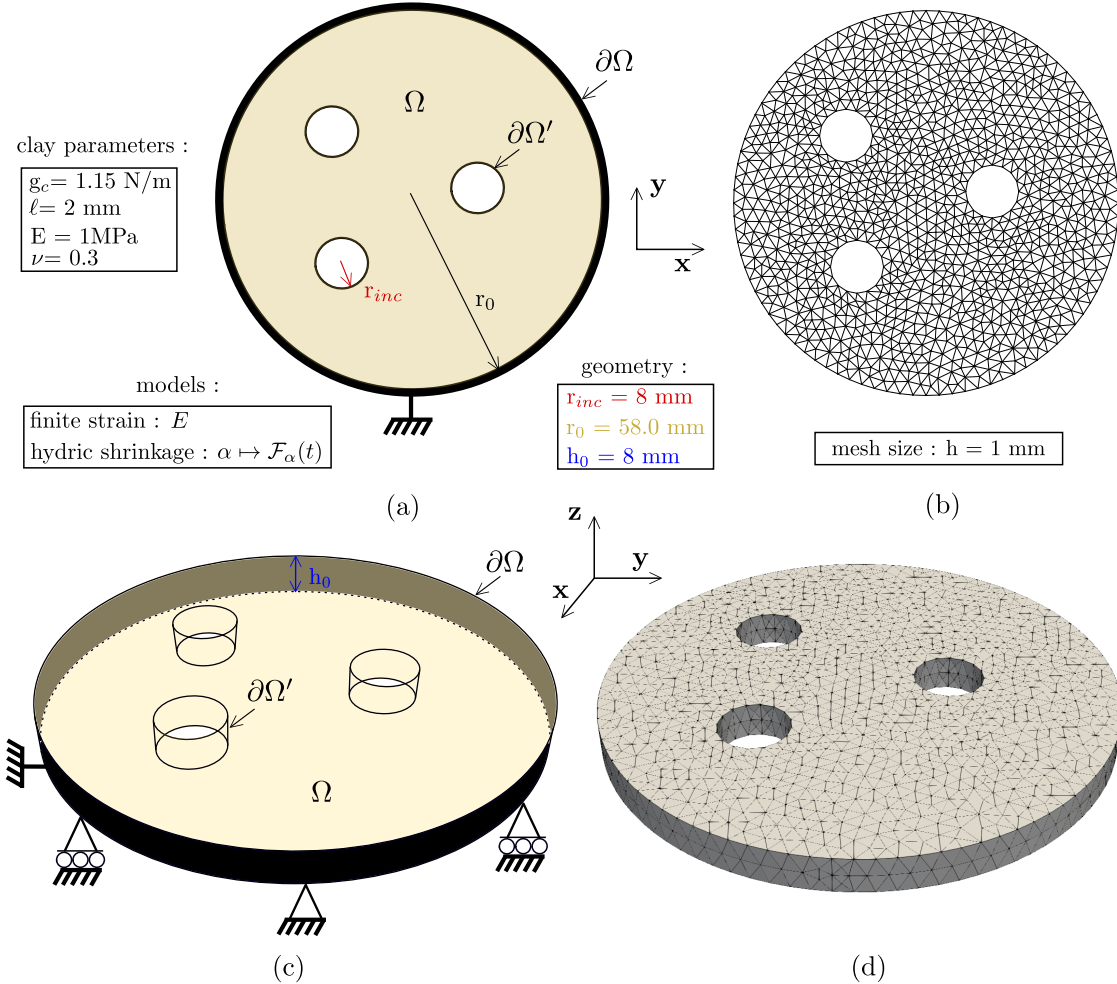 ∂Ω
Ω
∂Ω′
clay parameters :
g_c= 1.15 N/m
ℓ= 2 mm
E = 1MPa
ν= 0.3
r_inc
r_0
y
x
models :
finite strain : E
hydric shrinkage : α ↦ ℱ_α(t)
geometry :
r_inc = 8 mm
r_0 = 58.0 mm
h_0 = 8 mm
mesh size : h = 1 mm
(a)
(b)
z
y
x
h_0
∂Ω
∂Ω′
Ω
(c)
(d)